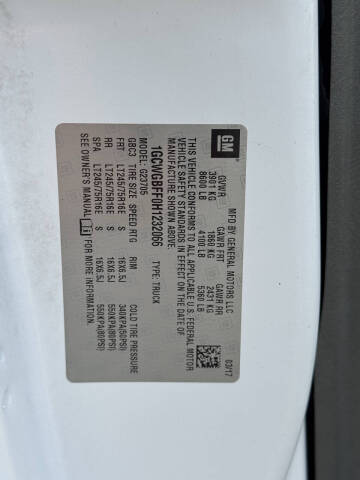 GM
MFD BY GENERAL MOTORS LLC
03/17
GVWR GAWR FRT GAWR RR
3901 KG 1860 KG 2431 KG
8600 LB 4100 LB 5360 LB
THIS VEHICLE CONFORMS TO ALL APPLICABLE U.S. FEDERAL MOTOR
VEHICLE SAFETY STANDARDS IN EFFECT ON THE DATE OF
MANUFACTURE SHOWN ABOVE.
1GCWGBFF0H1232066 TYPE: TRUCK
MODEL: G22705
GBC3 TIRE SIZE SPEED RTG RIM COLD TIRE PRESSURE
FRT LT245/75R16E S 16X6.5J 340KPA(50PSI)
RR LT245/75R16E S 16X6.5J 550KPA(80PSI)
SPA LT245/75R16E S 16X6.5J 550KPA(80PSI)
SEE OWNER'S MANUAL FOR MORE INFORMATION.